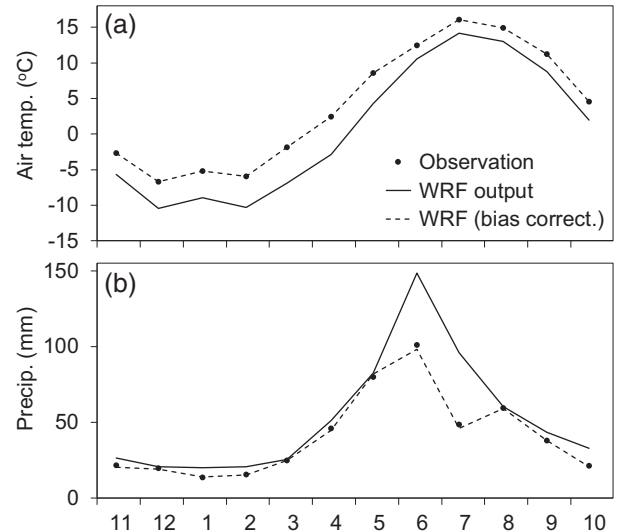 (a)
Air temp. (°C)
15
10
5
0
-5
-10
-15
Observation
WRF output
WRF (bias correct.)
(b)
Precip. (mm)
150
100
50
0
11 12 1 2 3 4 5 6 7 8 9 10